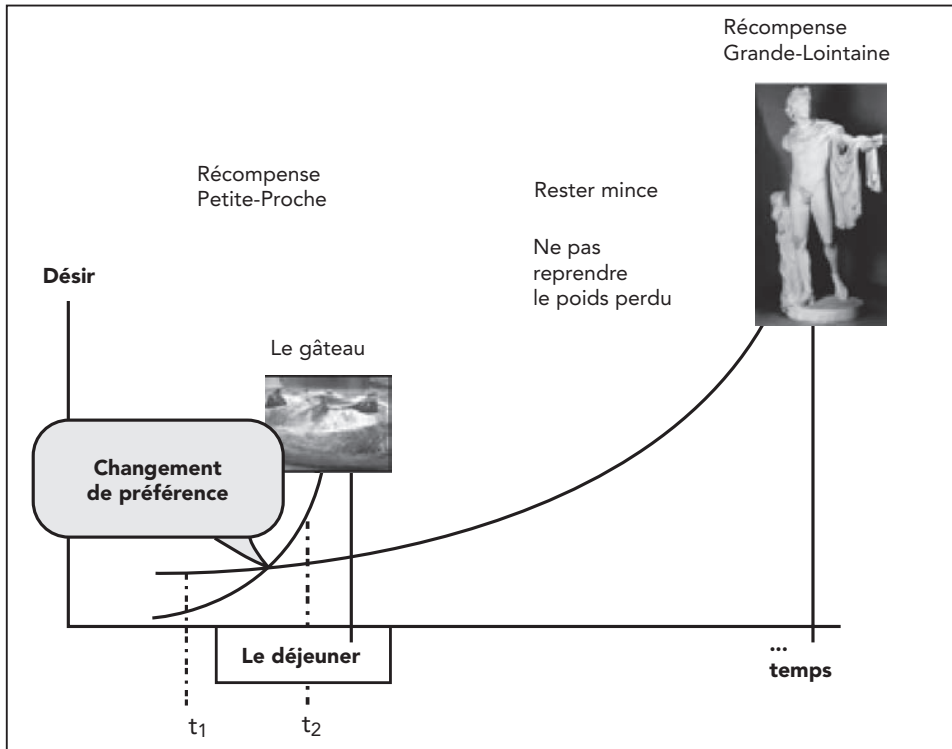 Récompense
Grande-Lointaine
Récompense
Petite-Proche
Rester mince
Ne pas
reprendre
le poids perdu
Désir
Le gâteau
Changement
de préférence
Le déjeuner
...
temps
t1
t2